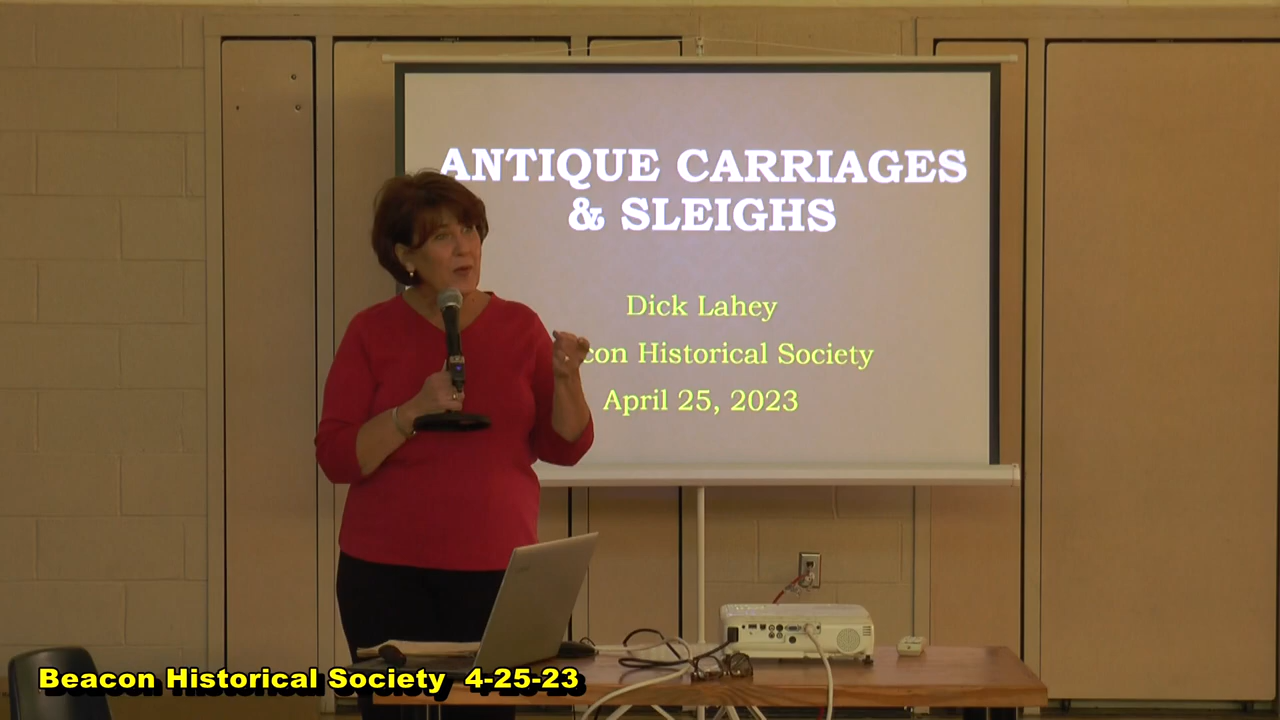 ANTIQUE CARRIAGES
& SLEIGHS
Dick Lahey
con Historical Society
April 25, 2023
Beacon Historical Society 4-25-23